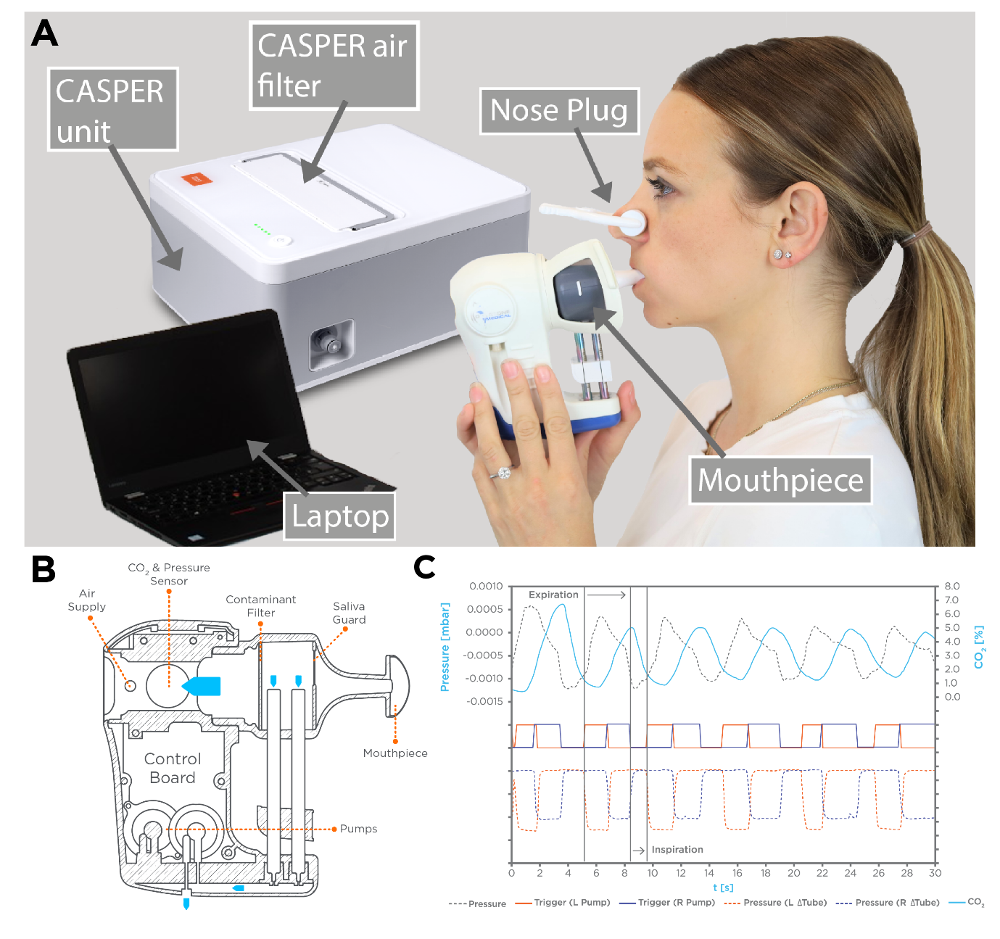 A
CASPER
unit
CASPER air
filter
Nose Plug
MEDICAL
Mouthpiece
Laptop
B
CO2 & Pressure
Sensor
Air
Supply
Contaminant
Filter
Saliva
Guard
Mouthpiece
Control
Board
Pumps
C
Pressure [mbar]
0.0010
0.0005
0.0000
-0.0005
-0.0010
-0.0015
Expiration
8.0
7.0
6.0
5.0
4.0
3.0
2.0
1.0
0.0
CO2 [%]
Inspiration
0 2 4 6 8 10 12 14 16 18 20 22 24 26 28 30
t [s]
Pressure Trigger (L Pump) Trigger (R Pump) Pressure (L ΔTube) Pressure (R ΔTube) CO2